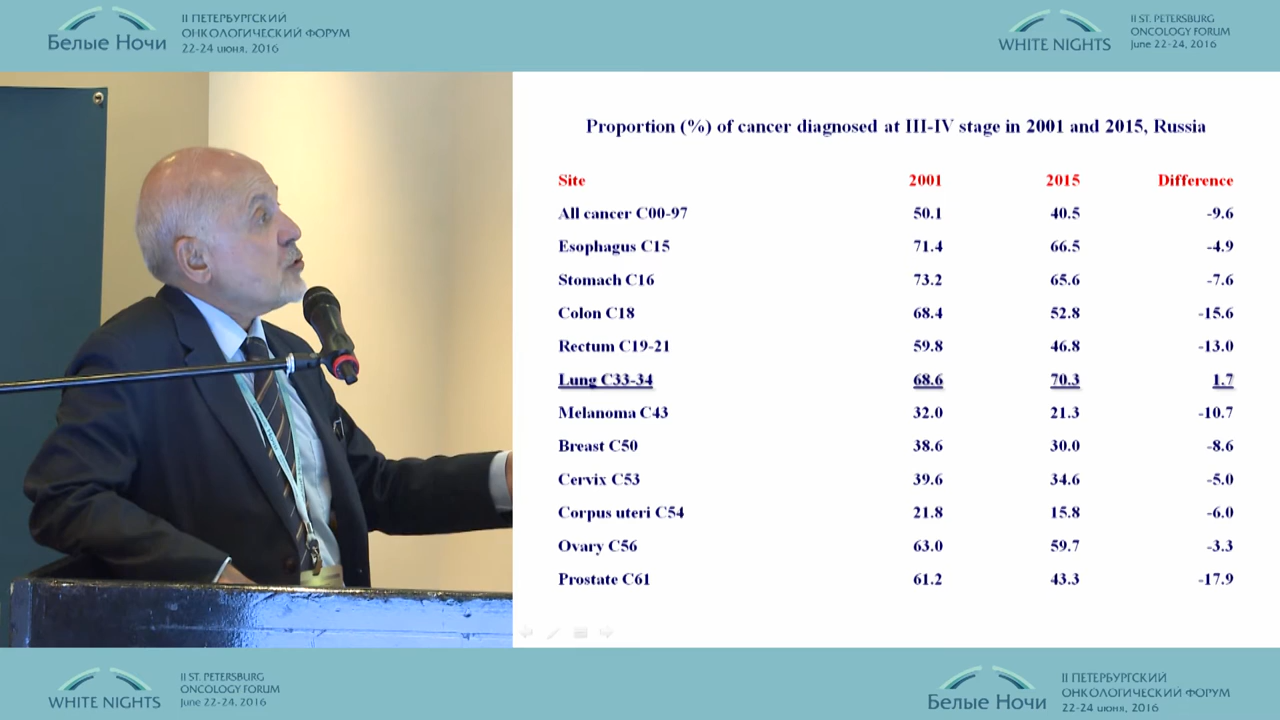 Белые Ночи
II ПЕТЕРБУРГСКИЙ
ОНКОЛОГИЧЕСКИЙ ФОРУМ
22-24 июня, 2016
WHITE NIGHTS
II ST. PETERSBURG
ONCOLOGY FORUM
June 22-24, 2016
Proportion (%) of cancer diagnosed at III-IV stage in 2001 and 2015, Russia
Site 2001 2015 Difference
All cancer C00-97 50.1 40.5 -9.6
Esophagus C15 71.4 66.5 -4.9
Stomach C16 73.2 65.6 -7.6
Colon C18 68.4 52.8 -15.6
Rectum C19-21 59.8 46.8 -13.0
Lung C33-34 68.6 70.3 1.7
Melanoma C43 32.0 21.3 -10.7
Breast C50 38.6 30.0 -8.6
Cervix C53 39.6 34.6 -5.0
Corpus uteri C54 21.8 15.8 -6.0
Ovary C56 63.0 59.7 -3.3
Prostate C61 61.2 43.3 -17.9
WHITE NIGHTS
II ST. PETERSBURG
ONCOLOGY FORUM
June 22-24, 2016
Белые Ночи
II ПЕТЕРБУРГСКИЙ
ОНКОЛОГИЧЕСКИЙ ФОРУМ
22-24 июня, 2016